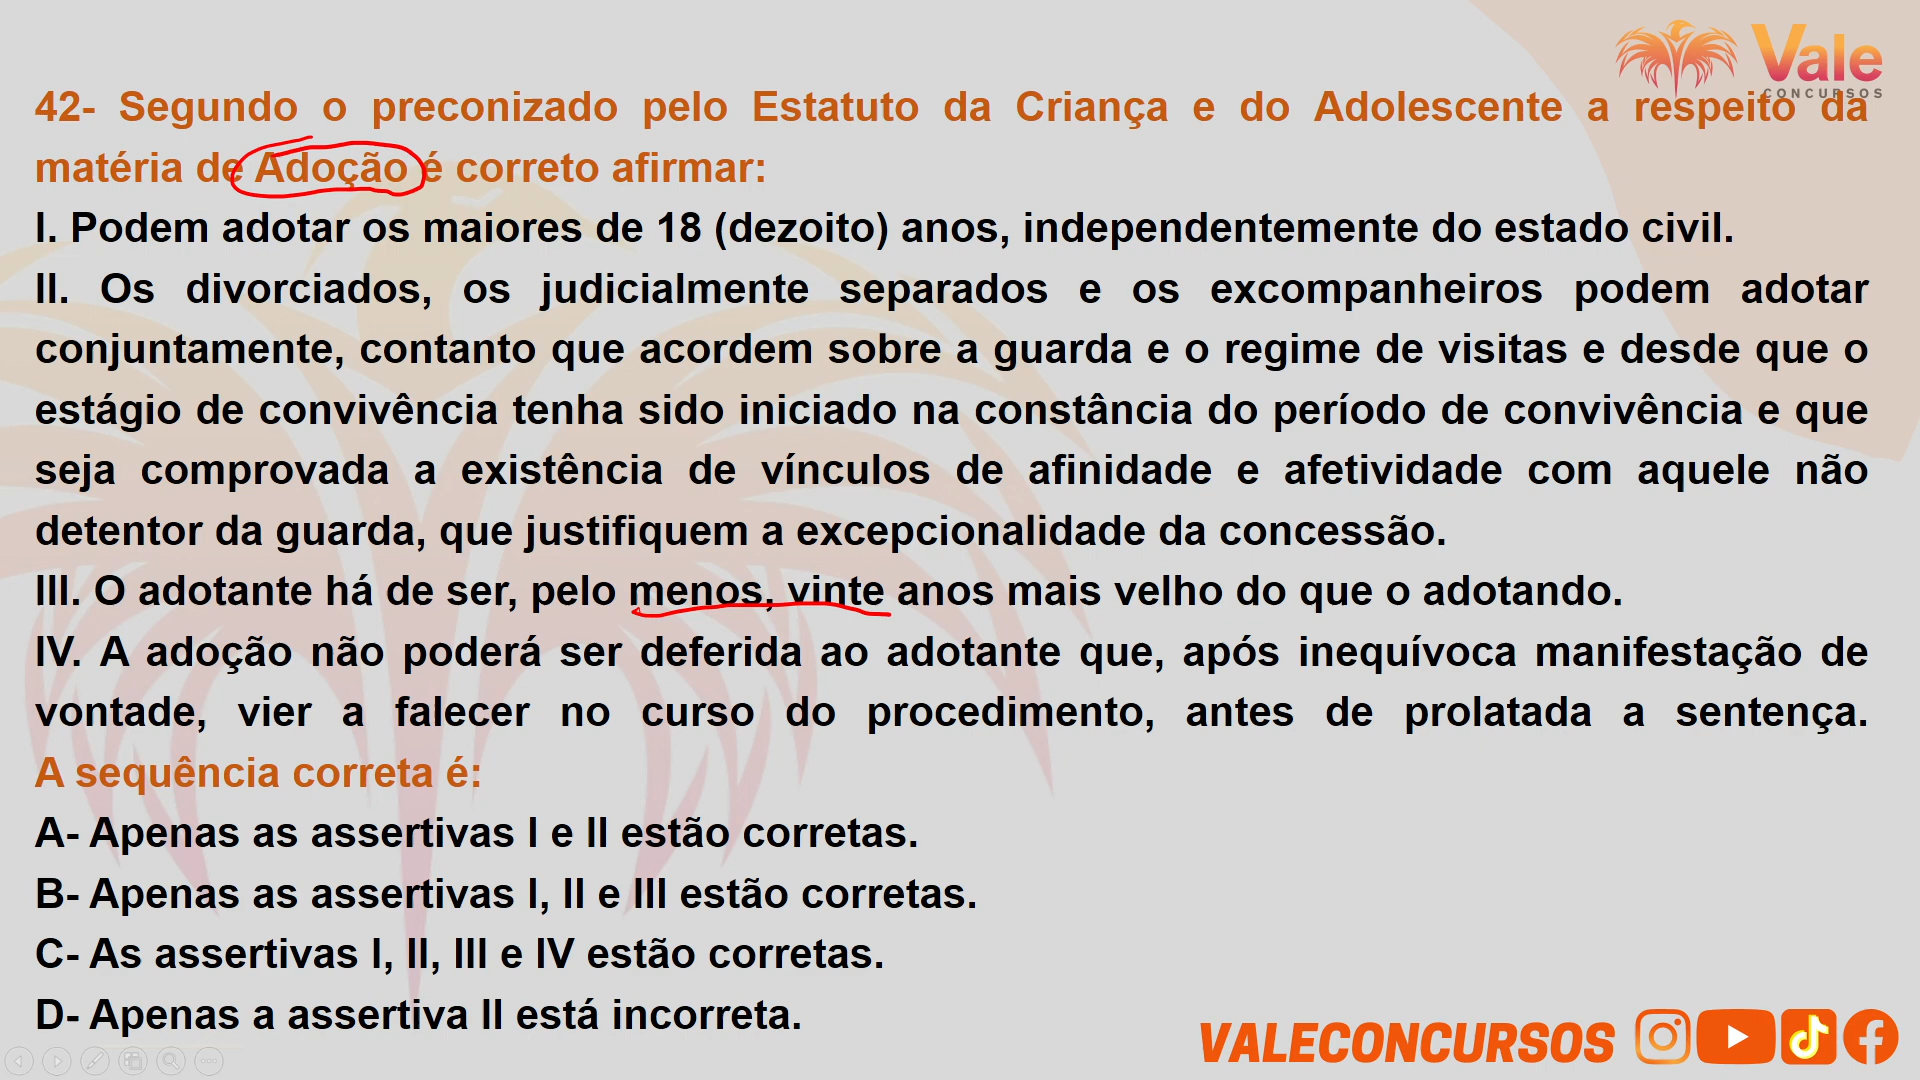 Vale
CONCURSOS
42- Segundo o preconizado pelo Estatuto da Criança e do Adolescente a respeito da
matéria de Adoção é correto afirmar:
I. Podem adotar os maiores de 18 (dezoito) anos, independentemente do estado civil.
II. Os divorciados, os judicialmente separados e os excompanheiros podem adotar
conjuntamente, contanto que acordem sobre a guarda e o regime de visitas e desde que o
estágio de convivência tenha sido iniciado na constância do período de convivência e que
seja comprovada a existência de vínculos de afinidade e afetividade com aquele não
detentor da guarda, que justifiquem a excepcionalidade da concessão.
III. O adotante há de ser, pelo menos, vinte anos mais velho do que o adotando.
IV. A adoção não poderá ser deferida ao adotante que, após inequívoca manifestação de
vontade, vier a falecer no curso do procedimento, antes de prolatada a sentença.
A sequência correta é:
A- Apenas as assertivas I e II estão corretas.
B- Apenas as assertivas I, II e III estão corretas.
C- As assertivas I, II, III e IV estão corretas.
D- Apenas a assertiva II está incorreta.
VALECONCURSOS